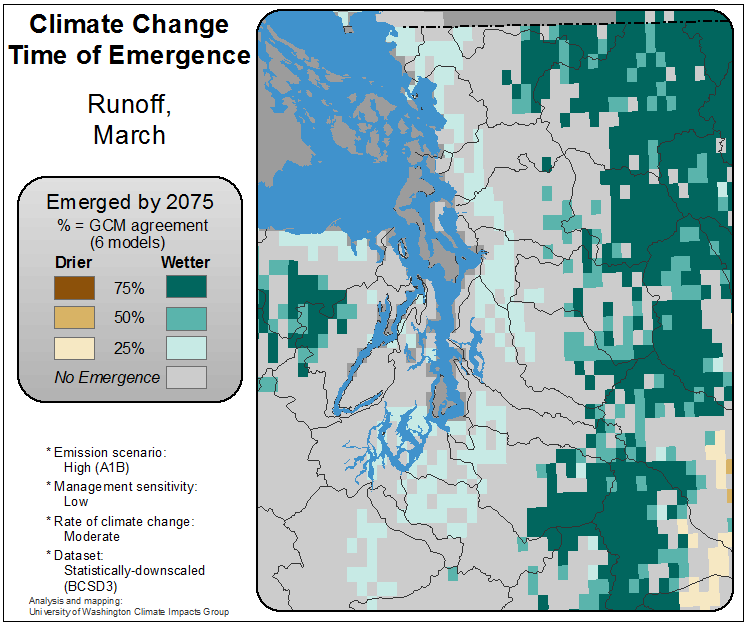 Climate Change
Time of Emergence
Runoff,
March
Emerged by 2075
% = GCM agreement
(6 models)
Drier Wetter
75%
50%
25%
No Emergence
* Emission scenario:
High (A1B)
* Management sensitivity:
Low
* Rate of climate change:
Moderate
* Dataset:
Statistically-downscaled
(BCSD3)
Analysis and mapping:
University of Washington Climate Impacts Group